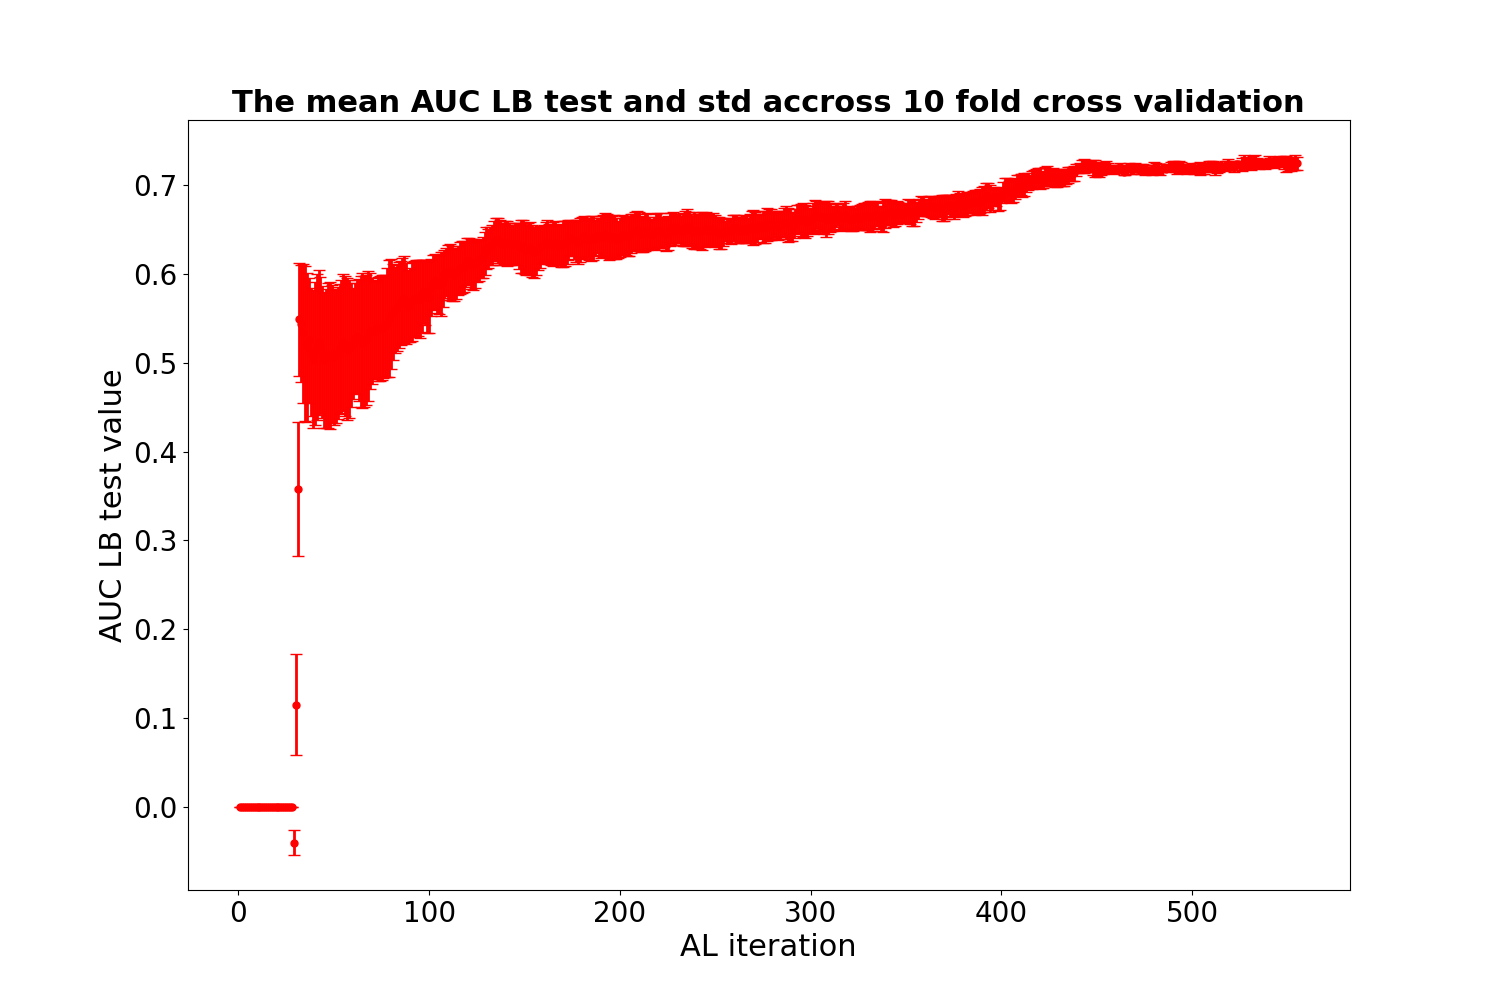 The mean AUC LB test and std accross 10 fold cross validation
AUC LB test value
0.7
0.6
0.5
0.4
0.3
0.2
0.1
0.0
0 100 200 300 400 500
AL iteration